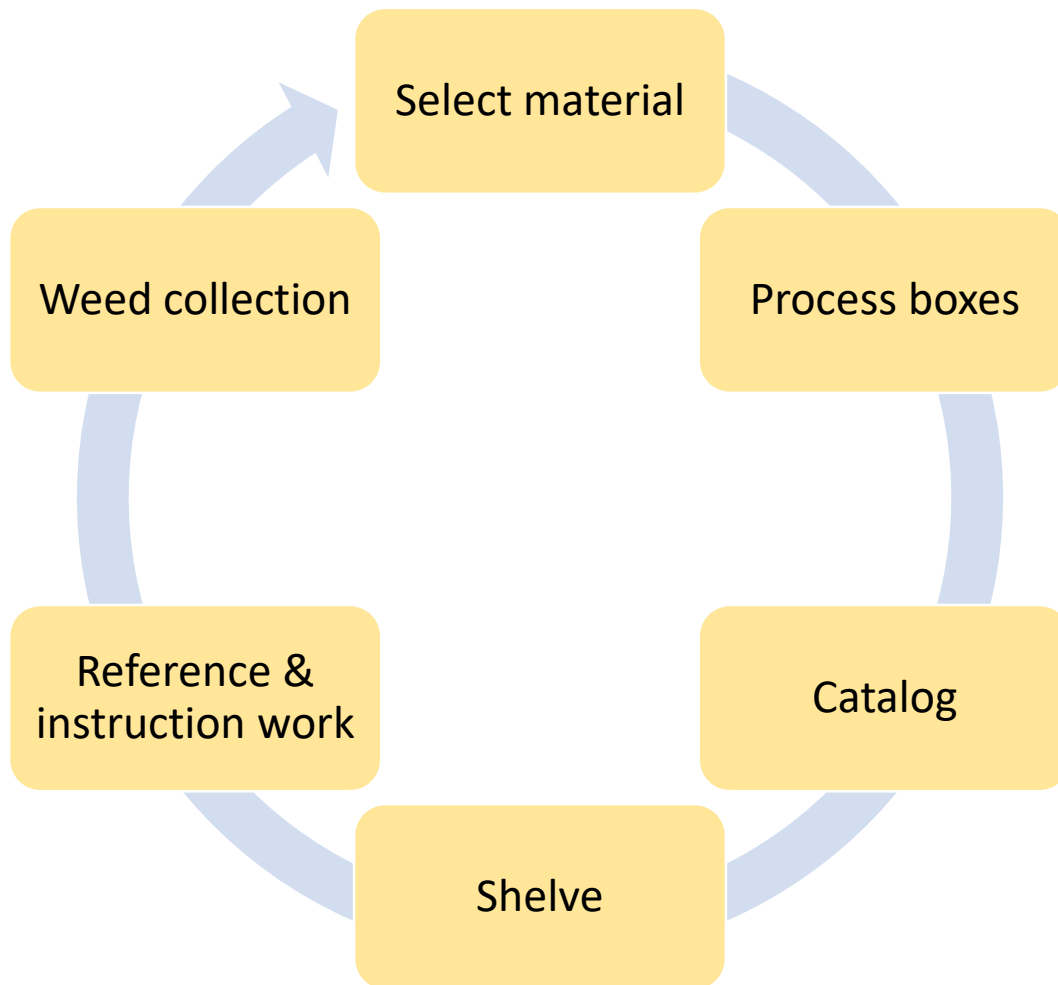 Select material
Process boxes
Catalog
Shelve
Reference &
instruction work
Weed collection